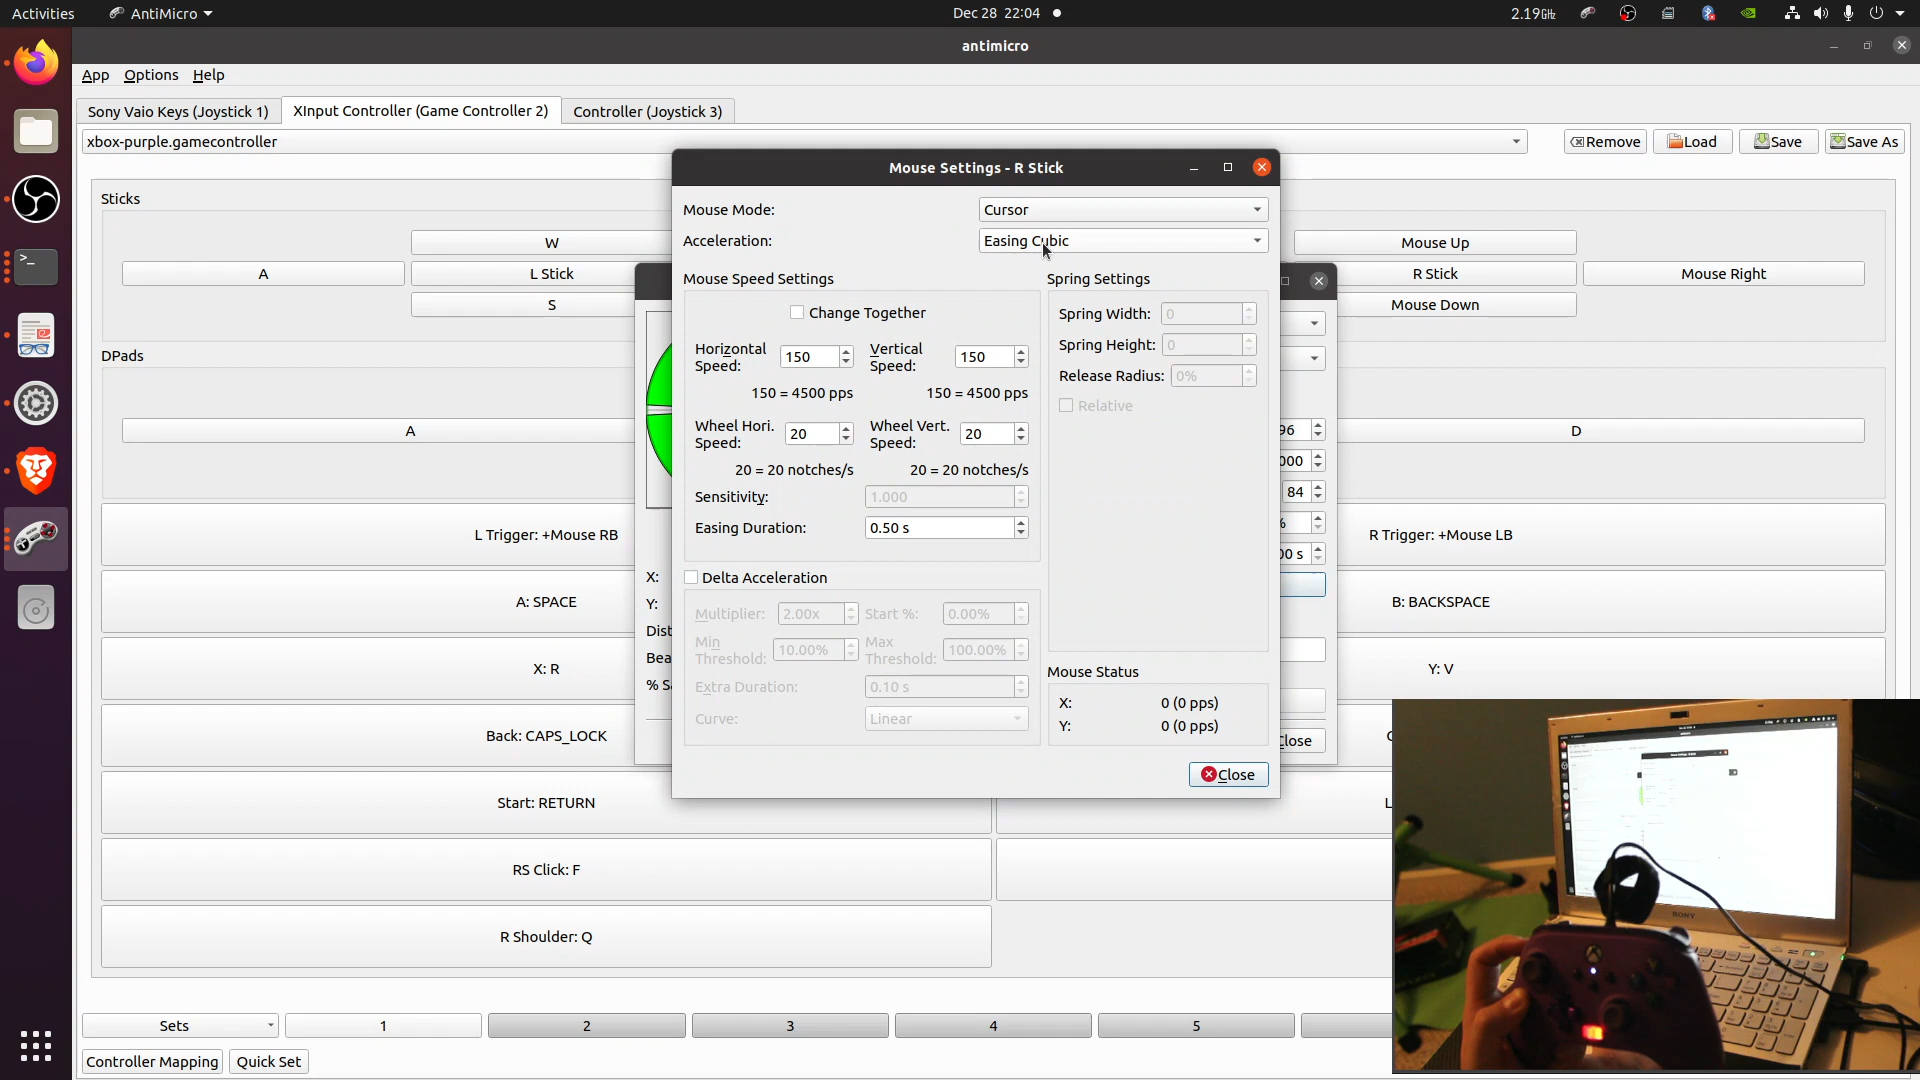 Activities
AntiMicro
Dec 28 22:04
2.19GHz
antimicro
App
Options
Help
Sony Vaio Keys (Joystick 1)
XInput Controller (Game Controller 2)
Controller (Joystick 3)
xbox-purple.gamecontroller
Remove
Load
Save
Save As
Sticks
W
A
L Stick
S
Mouse Up
R Stick
Mouse Right
Mouse Down
DPads
A
D
L Trigger: +Mouse RB
R Trigger: +Mouse LB
A: SPACE
B: BACKSPACE
X: R
Y: V
Back: CAPS_LOCK
Start: RETURN
RS Click: F
R Shoulder: Q
Mouse Settings - R Stick
Mouse Mode:
Cursor
Acceleration:
Easing Cubic
Mouse Speed Settings
Change Together
Horizontal
Speed:
150
Vertical
Speed:
150
150 = 4500 pps
150 = 4500 pps
Wheel Hori.
Speed:
20
Wheel Vert.
Speed:
20
20 = 20 notches/s
20 = 20 notches/s
Sensitivity:
1.000
Easing Duration:
0.50 s
Delta Acceleration
Multiplier:
2.00x
Start %:
0.00%
Min
Threshold:
10.00%
Max
Threshold:
100.00%
Extra Duration:
0.10 s
Curve:
Linear
Spring Settings
Spring Width:
0
Spring Height:
0
Release Radius:
0%
Relative
Mouse Status
X:
0 (0 pps)
Y:
0 (0 pps)
Close
X:
Y:
96
000
84
%
00 s
Sets
1
2
3
4
5
Controller Mapping
Quick Set
SONY